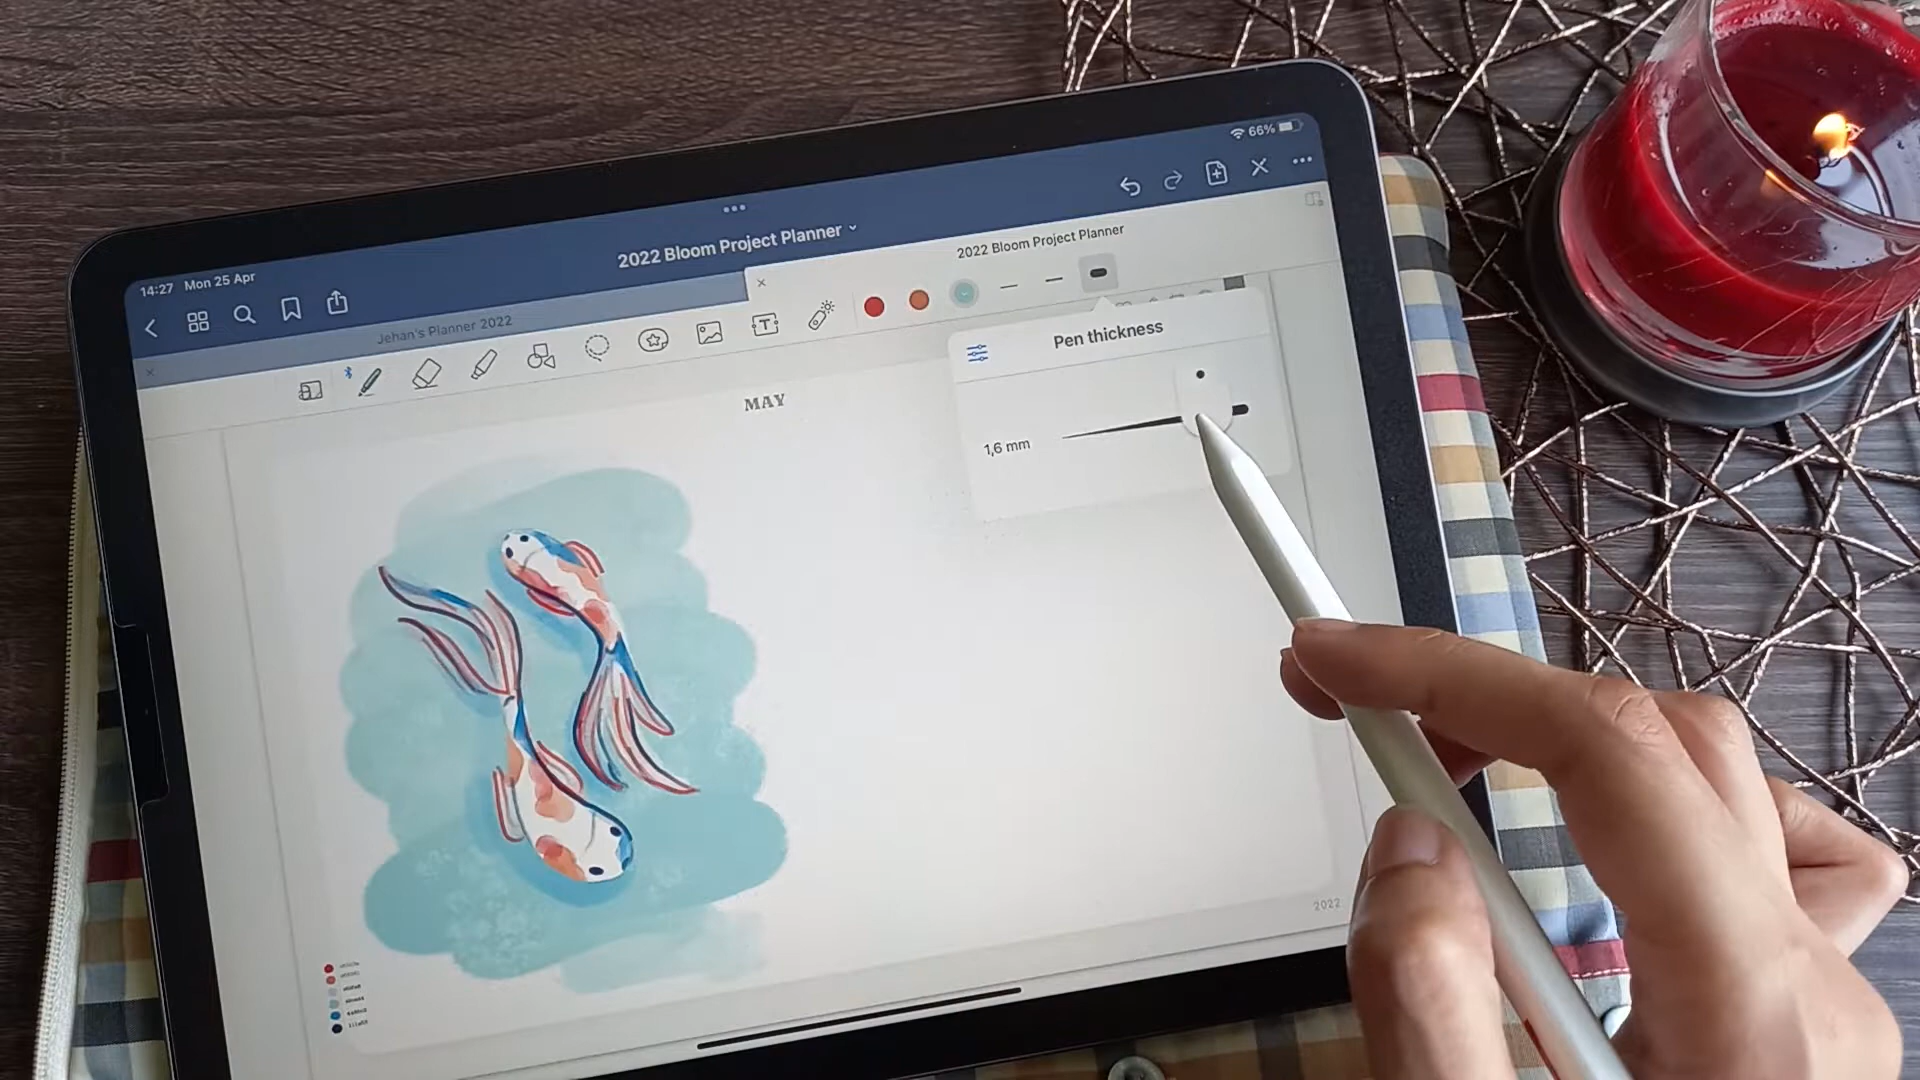 66%
14:27 Mon 25 Apr
2022 Bloom Project Planner
2022 Bloom Project Planner
Jehan's Planner 2022
T
Pen thickness
1,6 mm
MAY
2022